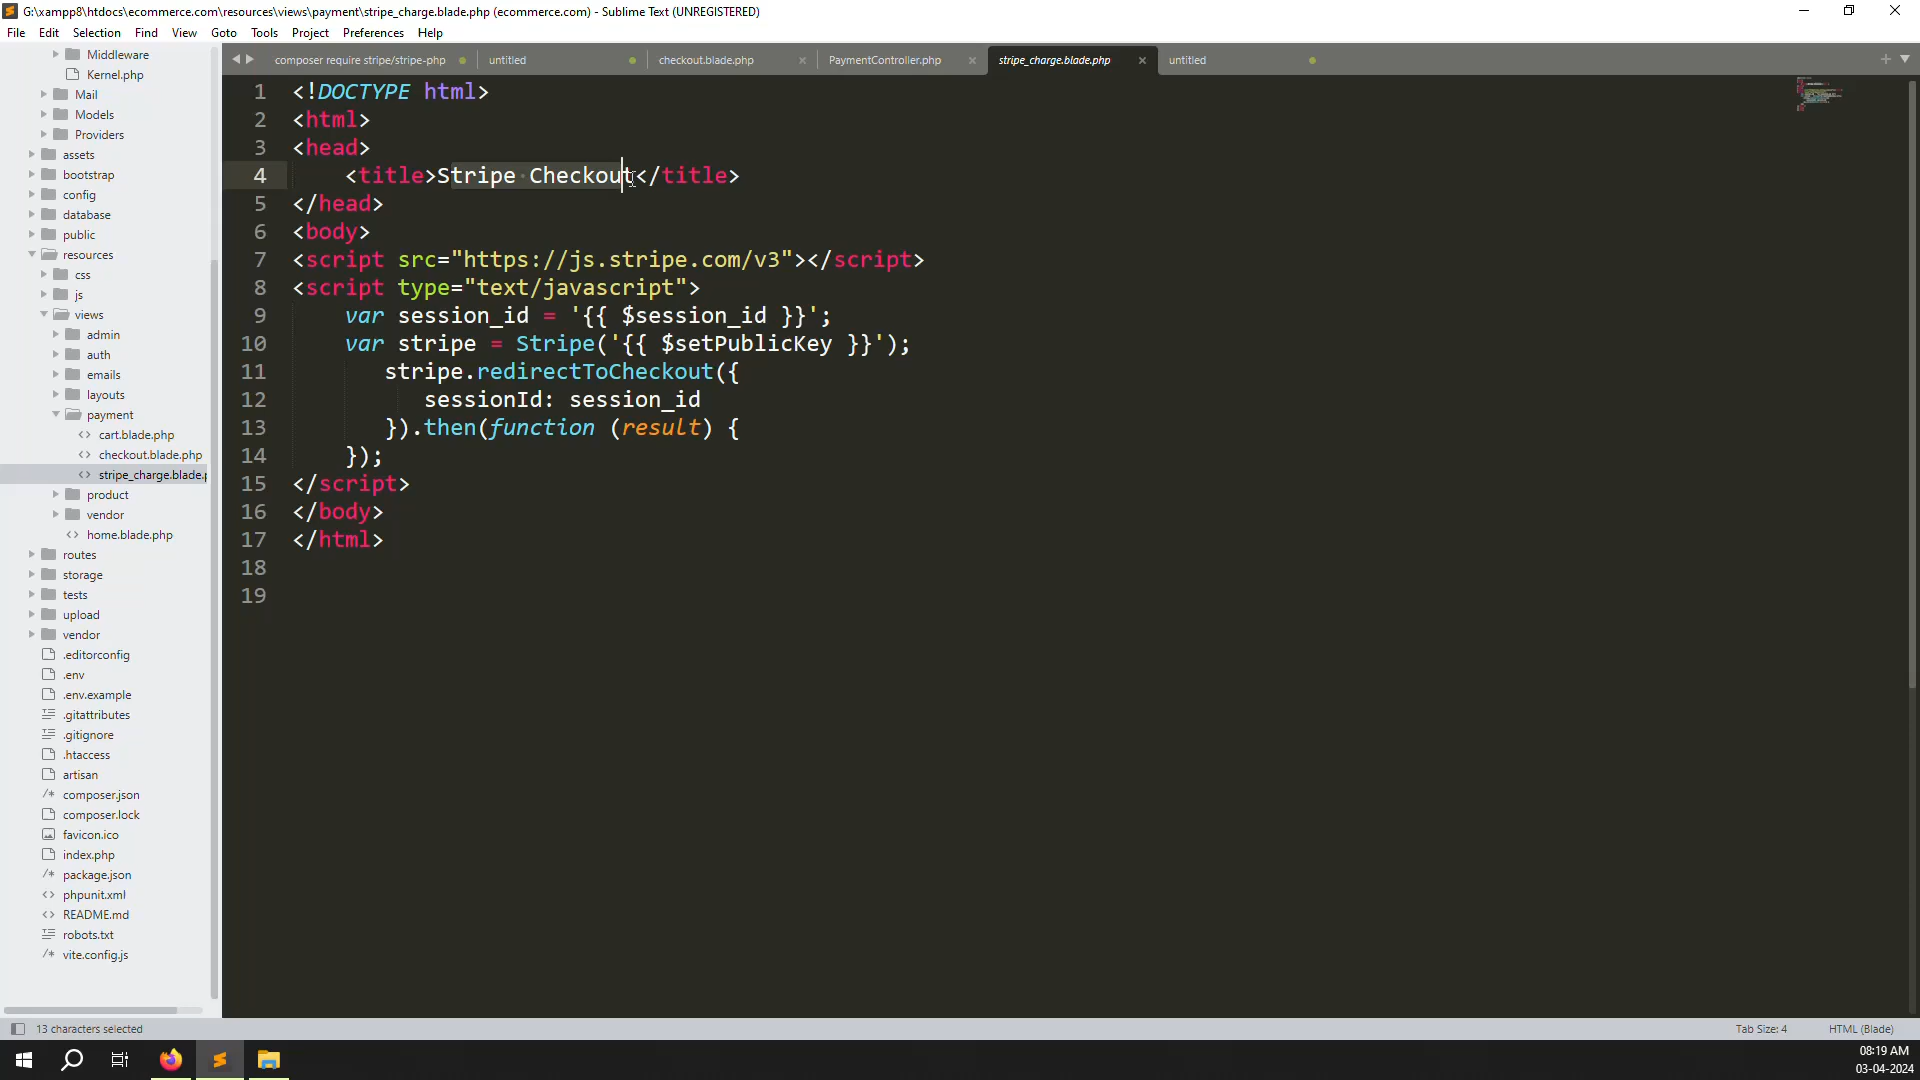 G:\xampp8\htdocs\ecommerce.com\resources\views\payment\stripe_charge.blade.php (ecommerce.com) - Sublime Text (UNREGISTERED)
File Edit Selection Find View Goto Tools Project Preferences Help
composer require stripe/stripe-php untitled checkout.blade.php PaymentController.php stripe_charge.blade.php untitled
Middleware
Kernel.php
Mail
Models
Providers
assets
bootstrap
config
database
public
resources
css
js
views
admin
auth
emails
layouts
payment
cart.blade.php
checkout.blade.php
stripe_charge.blade.p
product
vendor
home.blade.php
routes
storage
tests
upload
vendor
.editorconfig
.env
.env.example
.gitattributes
.gitignore
.htaccess
artisan
composer.json
composer.lock
favicon.ico
index.php
package.json
phpunit.xml
README.md
robots.txt
vite.config.js
1 <!DOCTYPE html>
2 <html>
3 <head>
4 <title>Stripe Checkout</title>
5 </head>
6 <body>
7 <script src="https://js.stripe.com/v3"></script>
8 <script type="text/javascript">
9 var session_id = '{{ $session_id }}';
10 var stripe = Stripe('{{ $setPublicKey }}');
11 stripe.redirectToCheckout({
12 sessionId: session_id
13 }).then(function (result) {
14 });
15 </script>
16 </body>
17 </html>
18
19
13 characters selected Tab Size: 4 HTML (Blade)
08:19 AM
03-04-2024